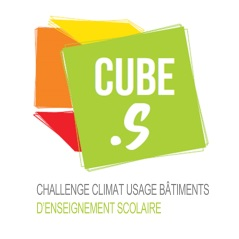 CUBE
.S
CHALLENGE CLIMAT USAGE BÂTIMENTS
D'ENSEIGNEMENT SCOLAIRE